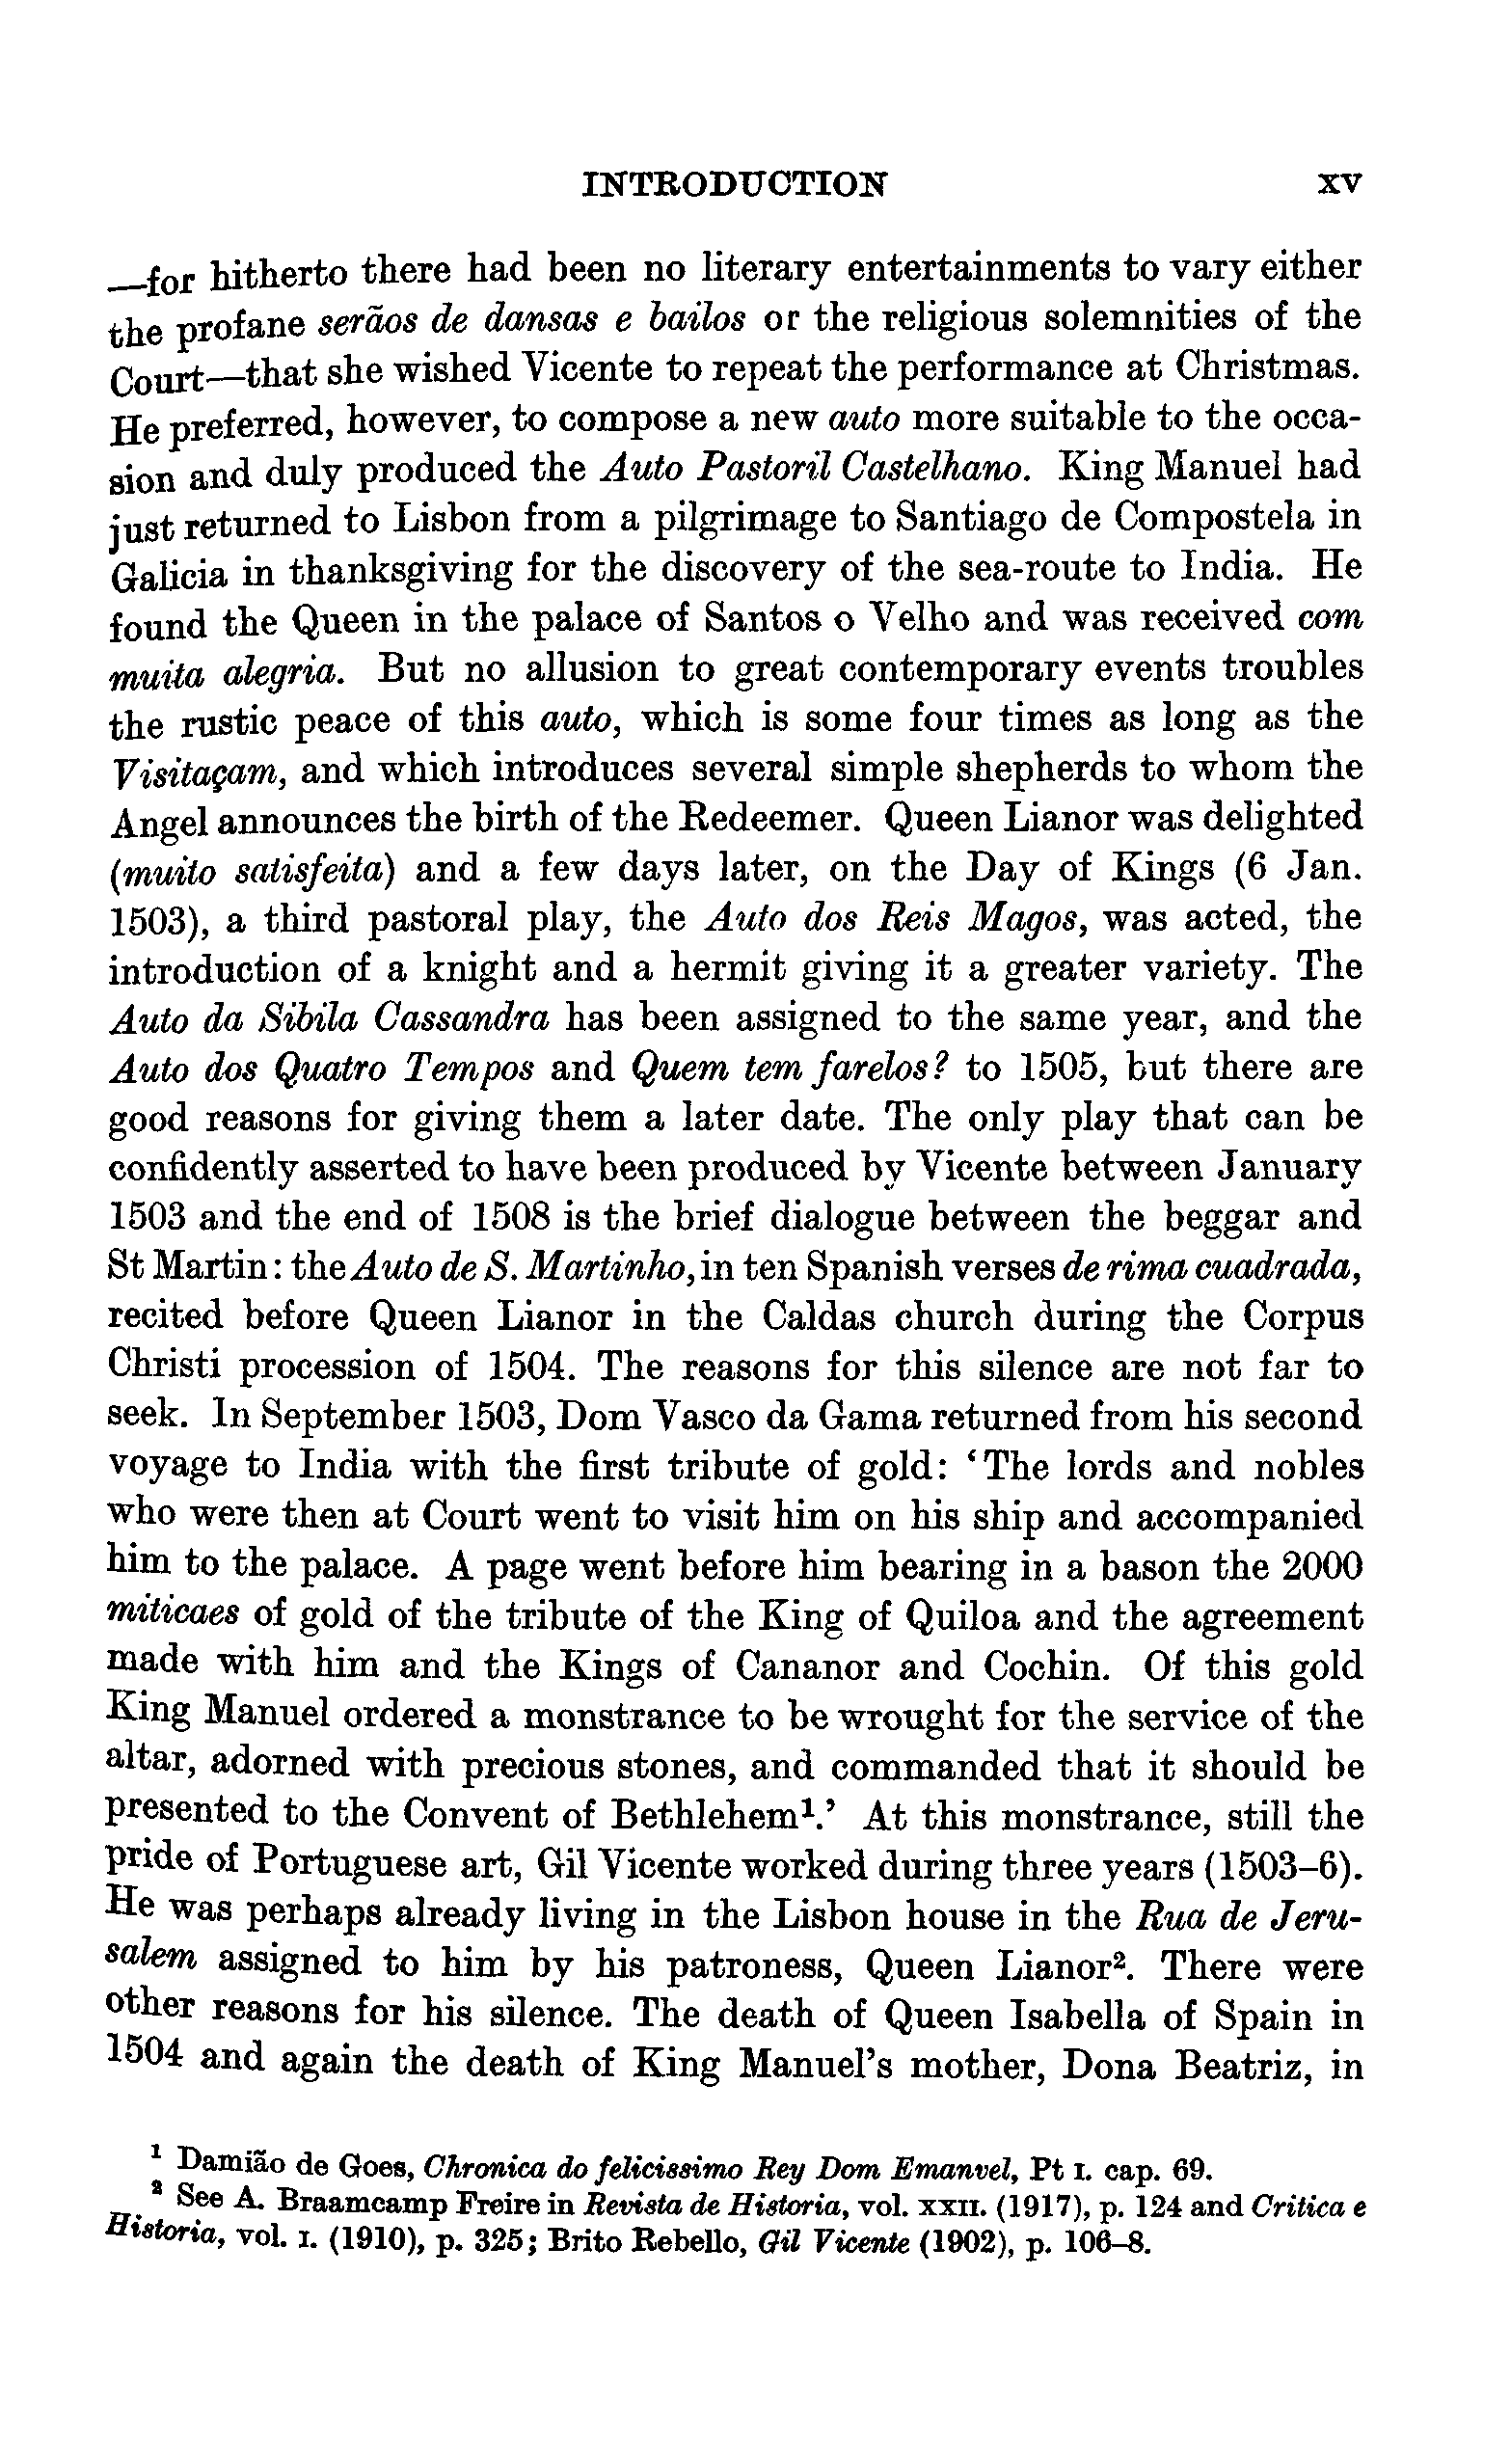 INTRODUCTION xv
—for hitherto there had been no literary entertainments to vary either
the profane serãos de dansas e bailos or the religious solemnities of the
Court—that she wished Vicente to repeat the performance at Christmas.
He preferred, however, to compose a new auto more suitable to the occa-
sion and duly produced the Auto Pastoril Castelhano. King Manuel had
just returned to Lisbon from a pilgrimage to Santiago de Compostela in
Galicia in thanksgiving for the discovery of the sea-route to India. He
found the Queen in the palace of Santos o Velho and was received com
muita alegria. But no allusion to great contemporary events troubles
the rustic peace of this auto, which is some four times as long as the
Visitaçam, and which introduces several simple shepherds to whom the
Angel announces the birth of the Redeemer. Queen Lianor was delighted
(muito satisfeita) and a few days later, on the Day of Kings (6 Jan.
1503), a third pastoral play, the Auto dos Reis Magos, was acted, the
introduction of a knight and a hermit giving it a greater variety. The
Auto da Sibila Cassandra has been assigned to the same year, and the
Auto dos Quatro Tempos and Quem tem farelos? to 1505, but there are
good reasons for giving them a later date. The only play that can be
confidently asserted to have been produced by Vicente between January
1503 and the end of 1508 is the brief dialogue between the beggar and
St Martin: the Auto de S. Martinho, in ten Spanish verses de rima cuadrada,
recited before Queen Lianor in the Caldas church during the Corpus
Christi procession of 1504. The reasons for this silence are not far to
seek. In September 1503, Dom Vasco da Gama returned from his second
voyage to India with the first tribute of gold: ‘The lords and nobles
who were then at Court went to visit him on his ship and accompanied
him to the palace. A page went before him bearing in a bason the 2000
miticaes of gold of the tribute of the King of Quiloa and the agreement
made with him and the Kings of Cananor and Cochin. Of this gold
King Manuel ordered a monstrance to be wrought for the service of the
altar, adorned with precious stones, and commanded that it should be
presented to the Convent of Bethlehem¹.’ At this monstrance, still the
pride of Portuguese art, Gil Vicente worked during three years (1503–6).
He was perhaps already living in the Lisbon house in the Rua de Jeru-
salem assigned to him by his patroness, Queen Lianor². There were
other reasons for his silence. The death of Queen Isabella of Spain in
1504 and again the death of King Manuel’s mother, Dona Beatriz, in
¹ Damião de Goes, Chronica do felicissimo Rey Dom Emanvel, Pt I. cap. 69.
² See A. Braamcamp Freire in Revista de Historia, vol. XXII. (1917), p. 124 and Critica e
Historia, vol. I. (1910), p. 325; Brito Rebello, Gil Vicente (1902), p. 106–8.